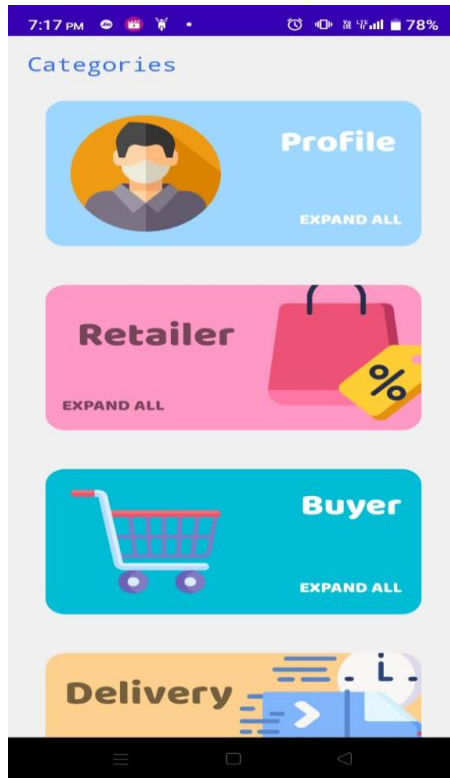 7:17 PM 78%
Categories
Profile
EXPAND ALL
Retailer
%
EXPAND ALL
Buyer
EXPAND ALL
Delivery